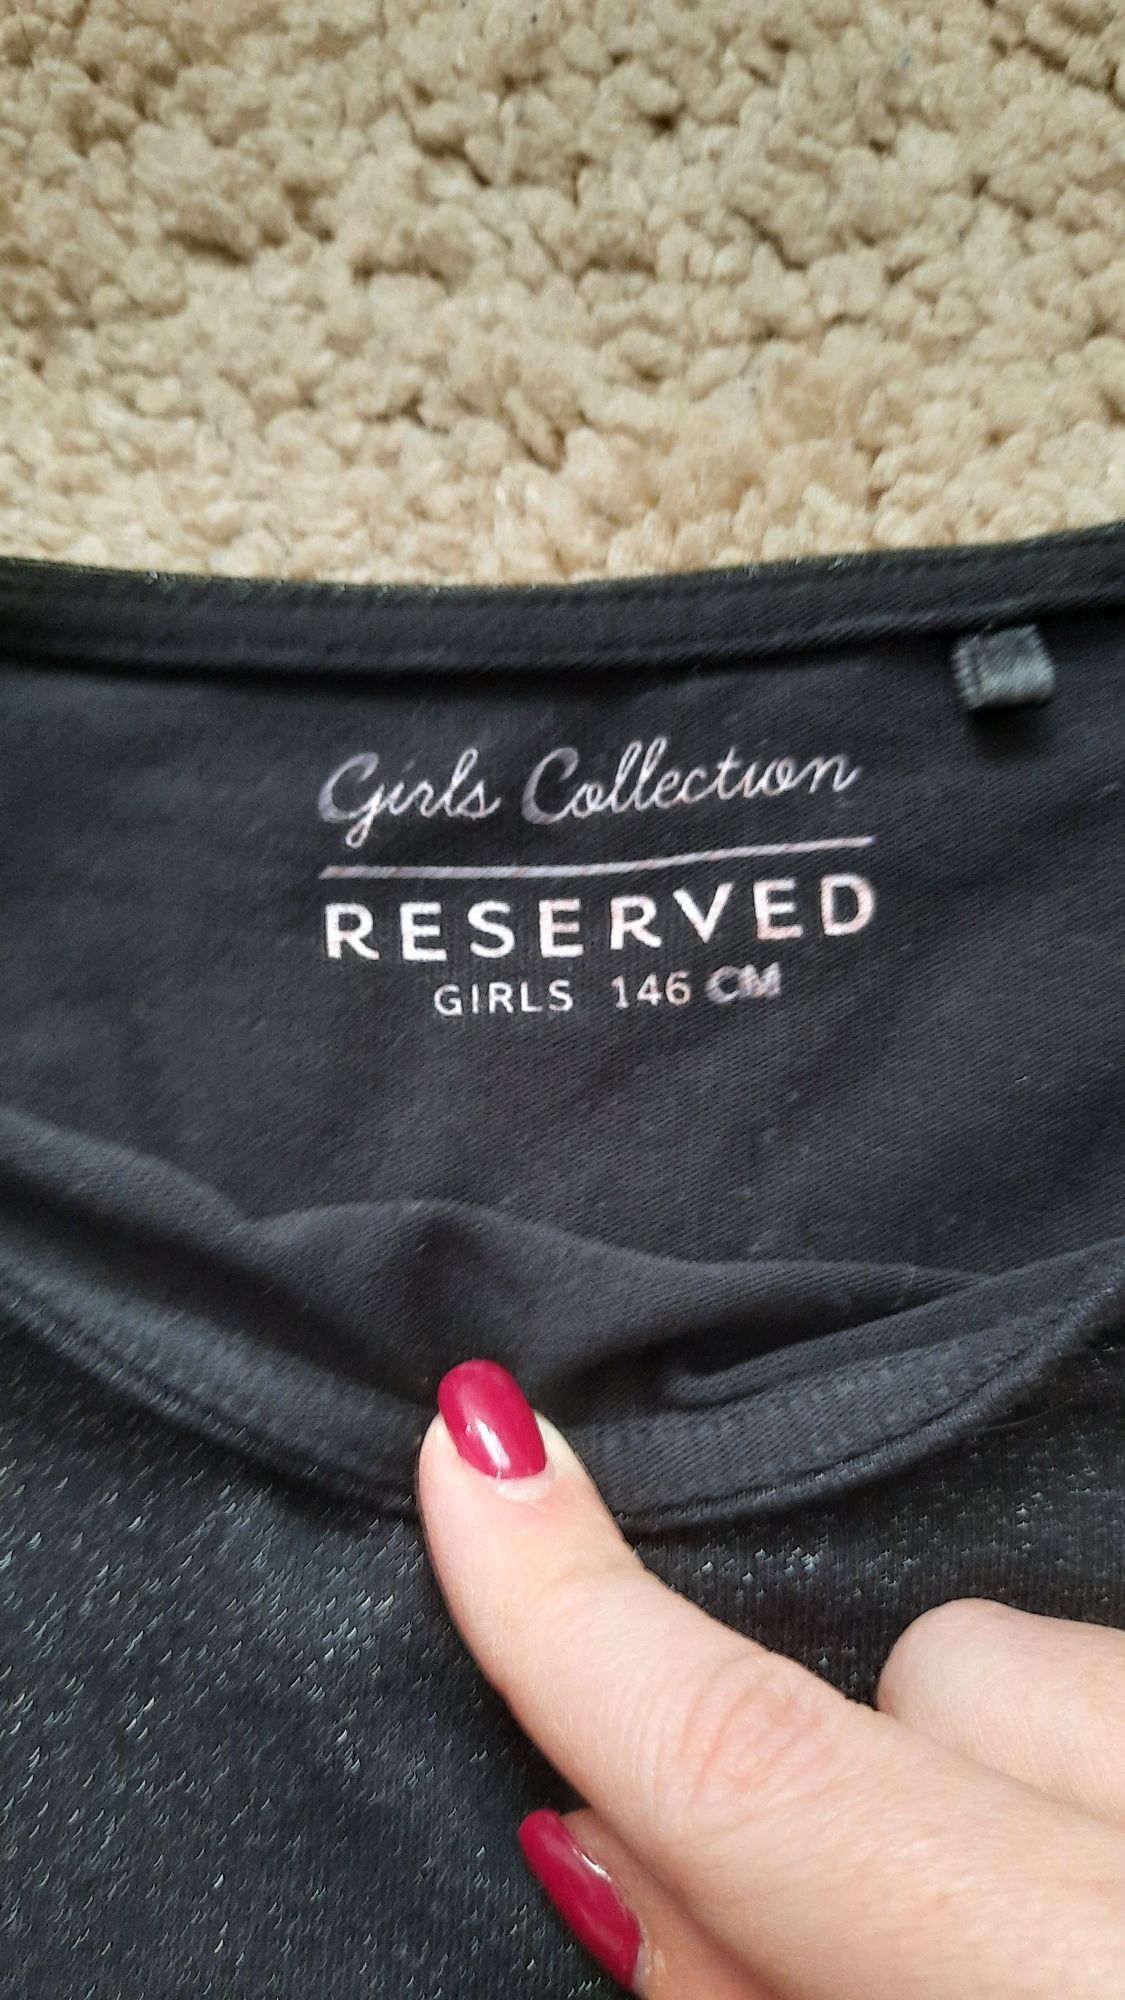 Girls Collection
RESERVED
GIRLS 146 CM